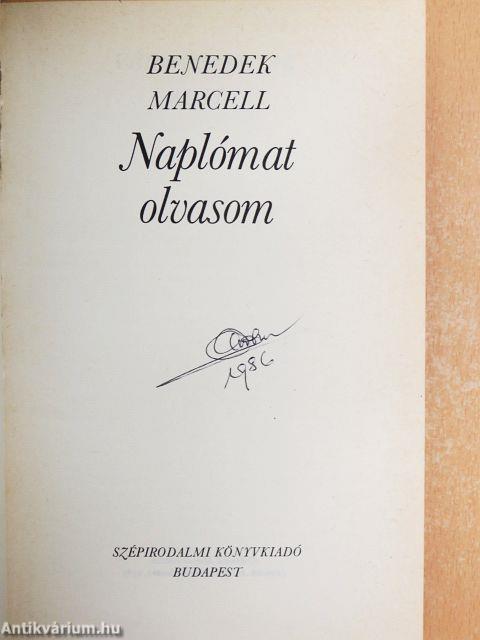 BENEDEK
MARCELL
Naplómat
olvasom
1986
SZÉPIRODALMI KÖNYVKIADÓ
BUDAPEST
Antikvárium.hu